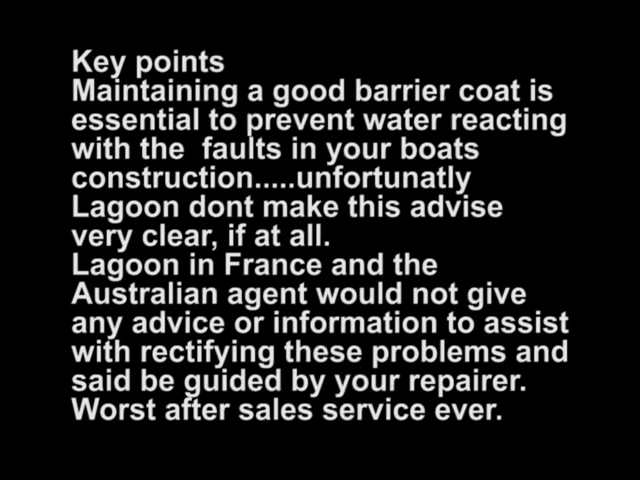 Key points
Maintaining a good barrier coat is
essential to prevent water reacting
with the  faults in your boats
construction.....unfortunatly
Lagoon dont make this advise
very clear, if at all.
Lagoon in France and the
Australian agent would not give
any advice or information to assist
with rectifying these problems and
said be guided by your repairer.
Worst after sales service ever.